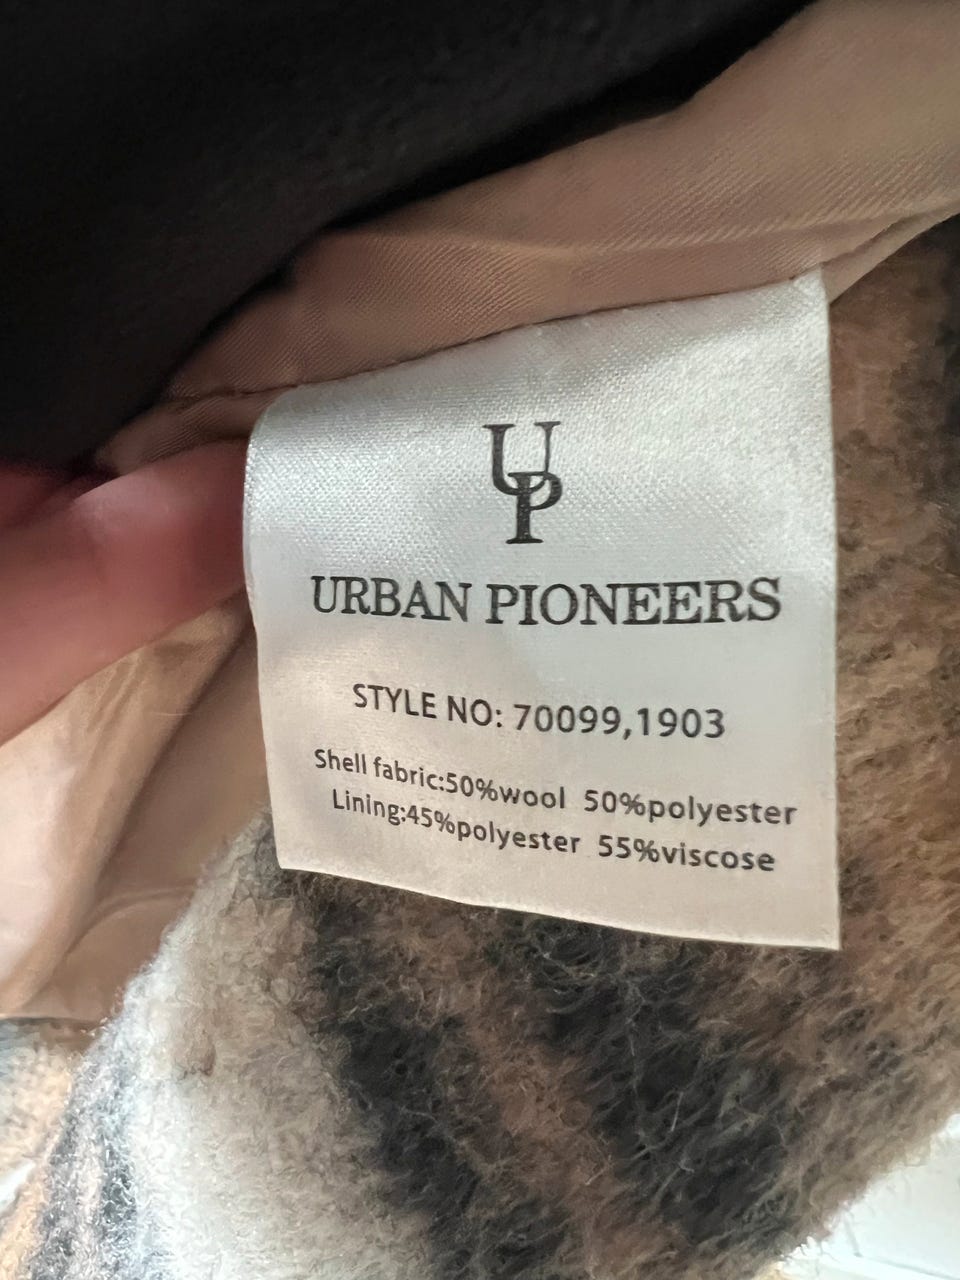 UP
URBAN PIONEERS
STYLE NO: 70099,1903
Shell fabric:50%wool 50%polyester
Lining:45%polyester 55%viscose